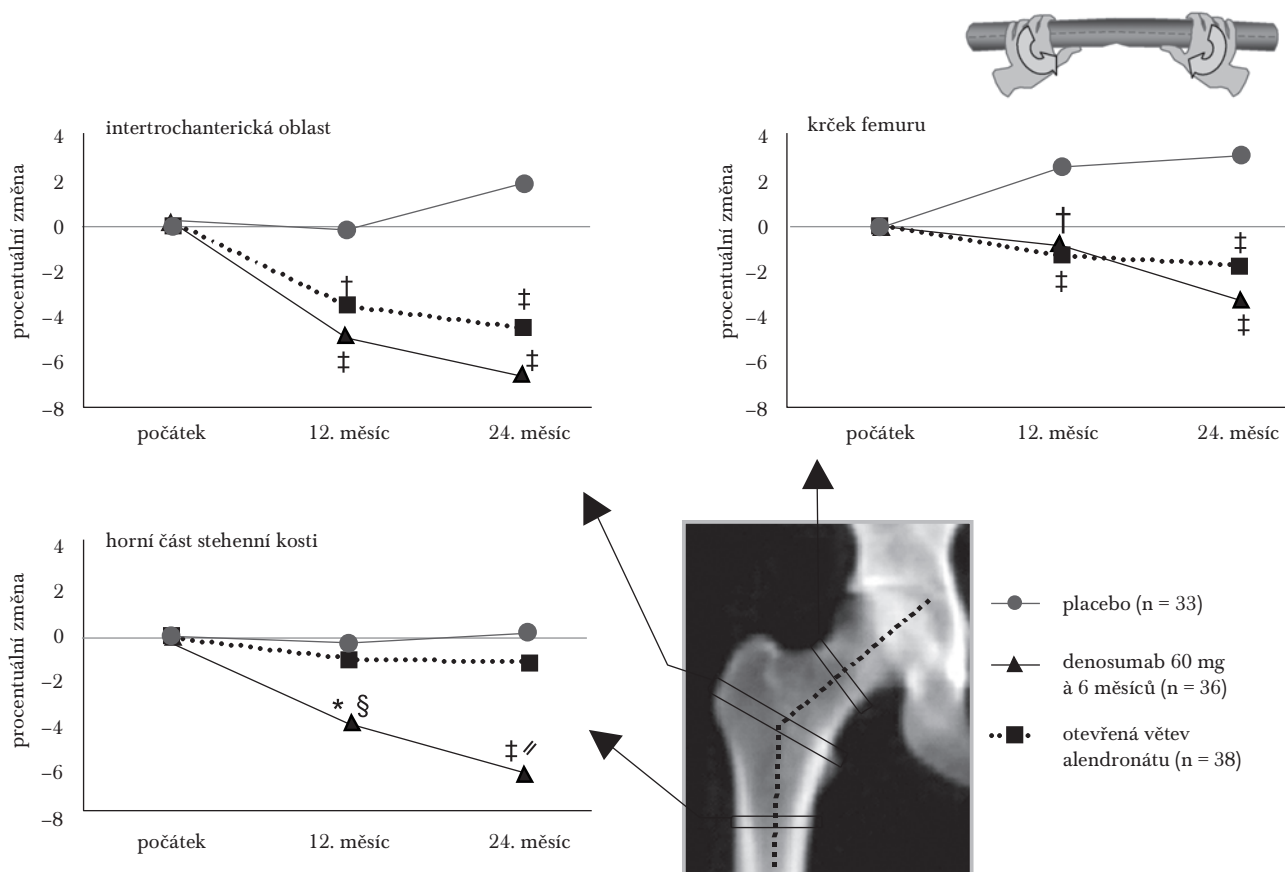 intertrochanterická oblast
procentuální změna
4
2
0
–2
–4
–6
–8
†
‡
‡
‡
počátek
12. měsíc
24. měsíc
krček femuru
procentuální změna
4
2
0
–2
–4
–6
–8
†
‡
‡
‡
počátek
12. měsíc
24. měsíc
horní část stehenní kosti
procentuální změna
4
2
0
–2
–4
–6
–8
* §
‡ //
počátek
12. měsíc
24. měsíc
placebo (n = 33)
denosumab 60 mg
à 6 měsíců (n = 36)
otevřená větev
alendronátu (n = 38)